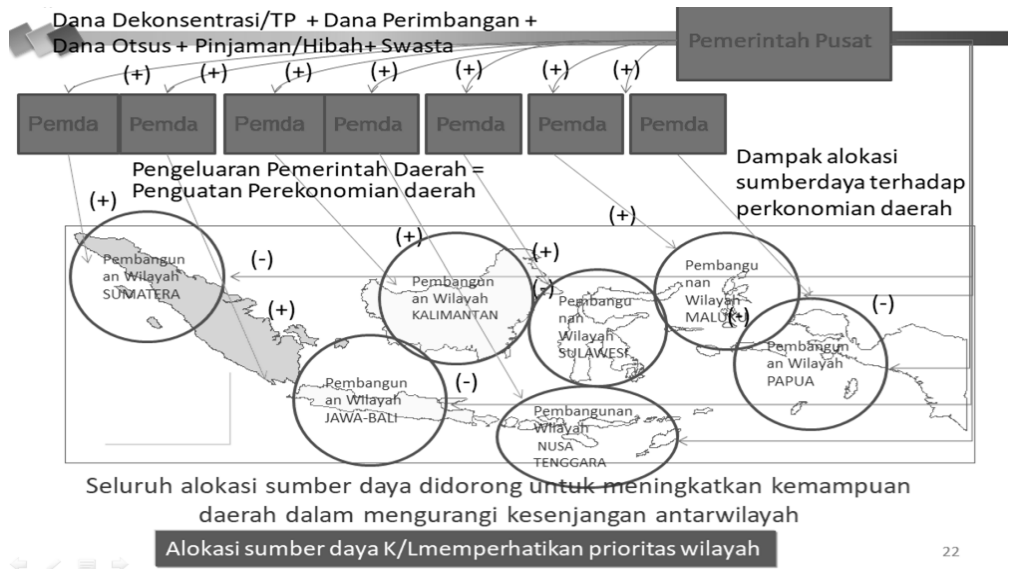 Dana Dekonsentrasi/TP + Dana Perimbangan +
Dana Otsus + Pinjaman/Hibah+ Swasta
Pemerintah Pusat
(+)
(+)
(+)
(+)
(+)
(+)
(+)
Pemda
Pemda
Pemda
Pemda
Pemda
Pemda
Pemda
Pengeluaran Pemerintah Daerah =
Penguatan Perekonomian daerah
Dampak alokasi
sumberdaya terhadap
perkonomian daerah
(+)
(+)
(+)
(+)
(-)
(+)
(-)
(-)
(-)
(-)
Pembangun
an Wilayah
SUMATERA
Pembangun
an Wilayah
KALIMANTAN
Pembangu
nan
Wilayah
SULAWESI
Pembangu
nan
Wilayah
MALUKU
Pembangun
an Wilayah
PAPUA
Pembangun
an Wilayah
JAWA-BALI
Pembangunan
Wilayah
NUSA
TENGGARA
Seluruh alokasi sumber daya didorong untuk meningkatkan kemampuan
daerah dalam mengurangi kesenjangan antarwilayah
Alokasi sumber daya K/Lmemperhatikan prioritas wilayah
22